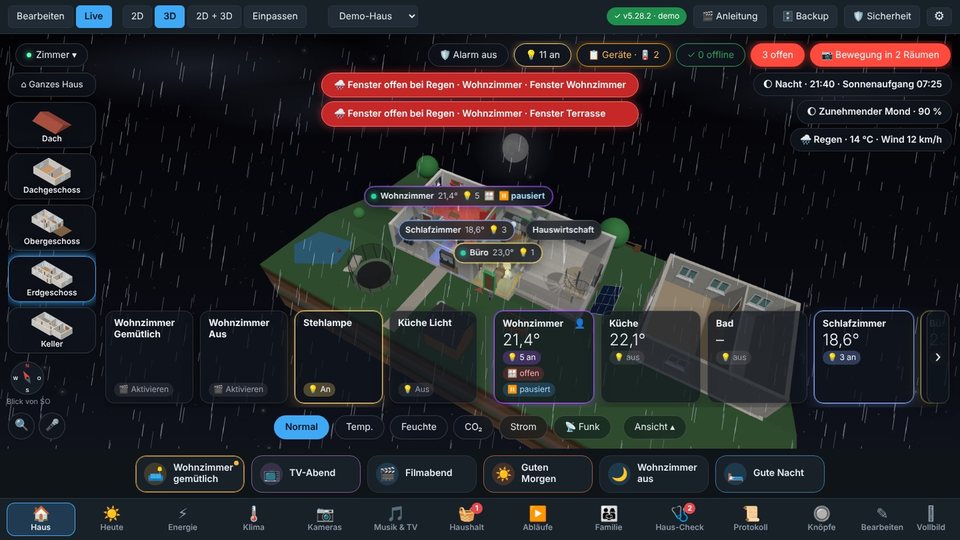 Bearbeiten
Live
2D
3D
2D + 3D
Einpassen
Demo-Haus
✓ v5.28.2 · demo
Anleitung
Backup
Sicherheit
Zimmer ▾
Alarm aus
11 an
Geräte · 2
✓ 0 offline
3 offen
Bewegung in 2 Räumen
⌂ Ganzes Haus
Fenster offen bei Regen · Wohnzimmer · Fenster Wohnzimmer
Nacht · 21:40 · Sonnenaufgang 07:25
Fenster offen bei Regen · Wohnzimmer · Fenster Terrasse
Zunehmender Mond · 90 %
Regen · 14 °C · Wind 12 km/h
Dach
Dachgeschoss
Obergeschoss
Erdgeschoss
Keller
Wohnzimmer 21,4° 5 pausiert
Schlafzimmer 18,6° 3
Hauswirtschaft
Büro 23,0° 1
Wohnzimmer
Gemütlich
Aktivieren
Wohnzimmer
Aus
Aktivieren
Stehlampe
An
Küche Licht
Aus
Wohnzimmer
21,4°
5 an
offen
pausiert
Küche
22,1°
aus
Bad
–
aus
Schlafzimmer
18,6°
3 an
N
W
O
S
Blick von SO
Normal
Temp.
Feuchte
CO₂
Strom
Funk
Ansicht ▴
Wohnzimmer
gemütlich
TV-Abend
Filmabend
Guten
Morgen
Wohnzimmer
aus
Gute Nacht
Haus
Heute
Energie
Klima
Kameras
Musik & TV
1
Haushalt
Abläufe
Familie
2
Haus-Check
Protokoll
Knöpfe
Bearbeiten
Vollbild